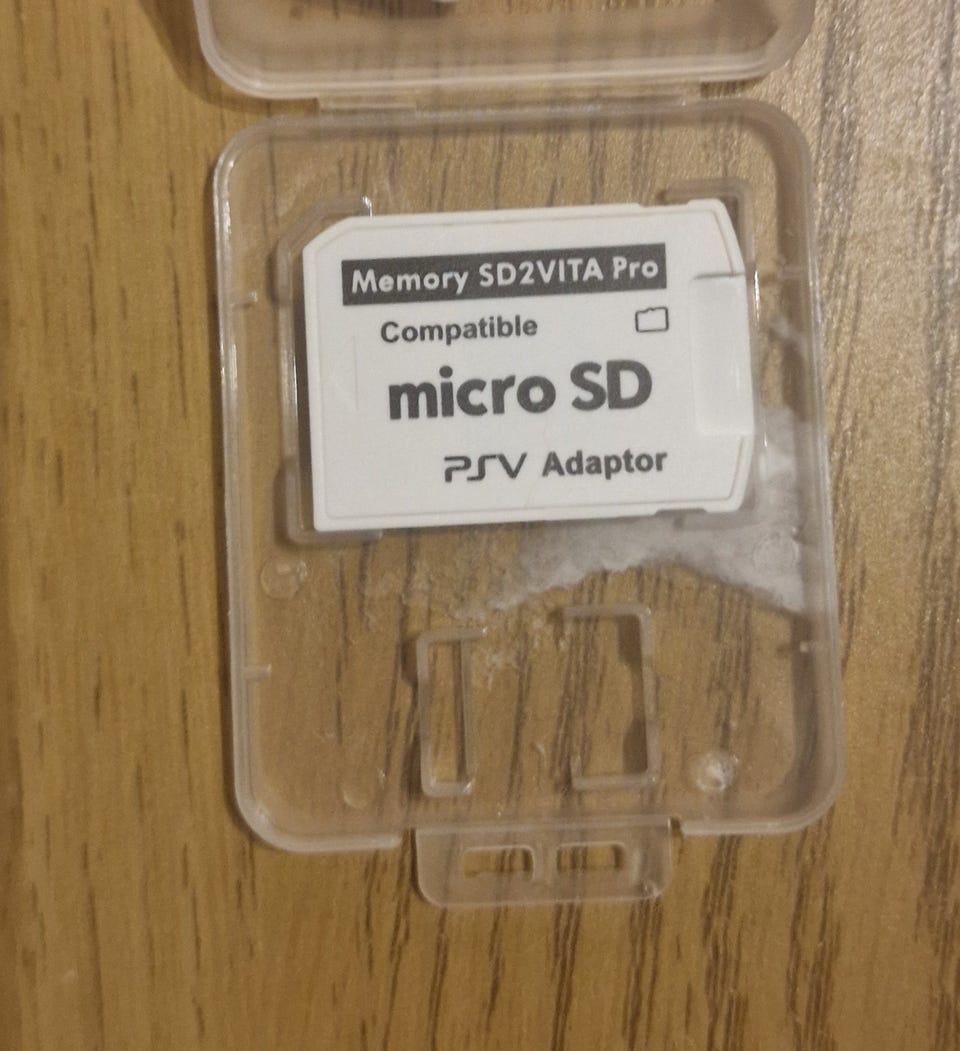 Memory SD2VITA Pro
Compatible
micro SD
PSV Adaptor